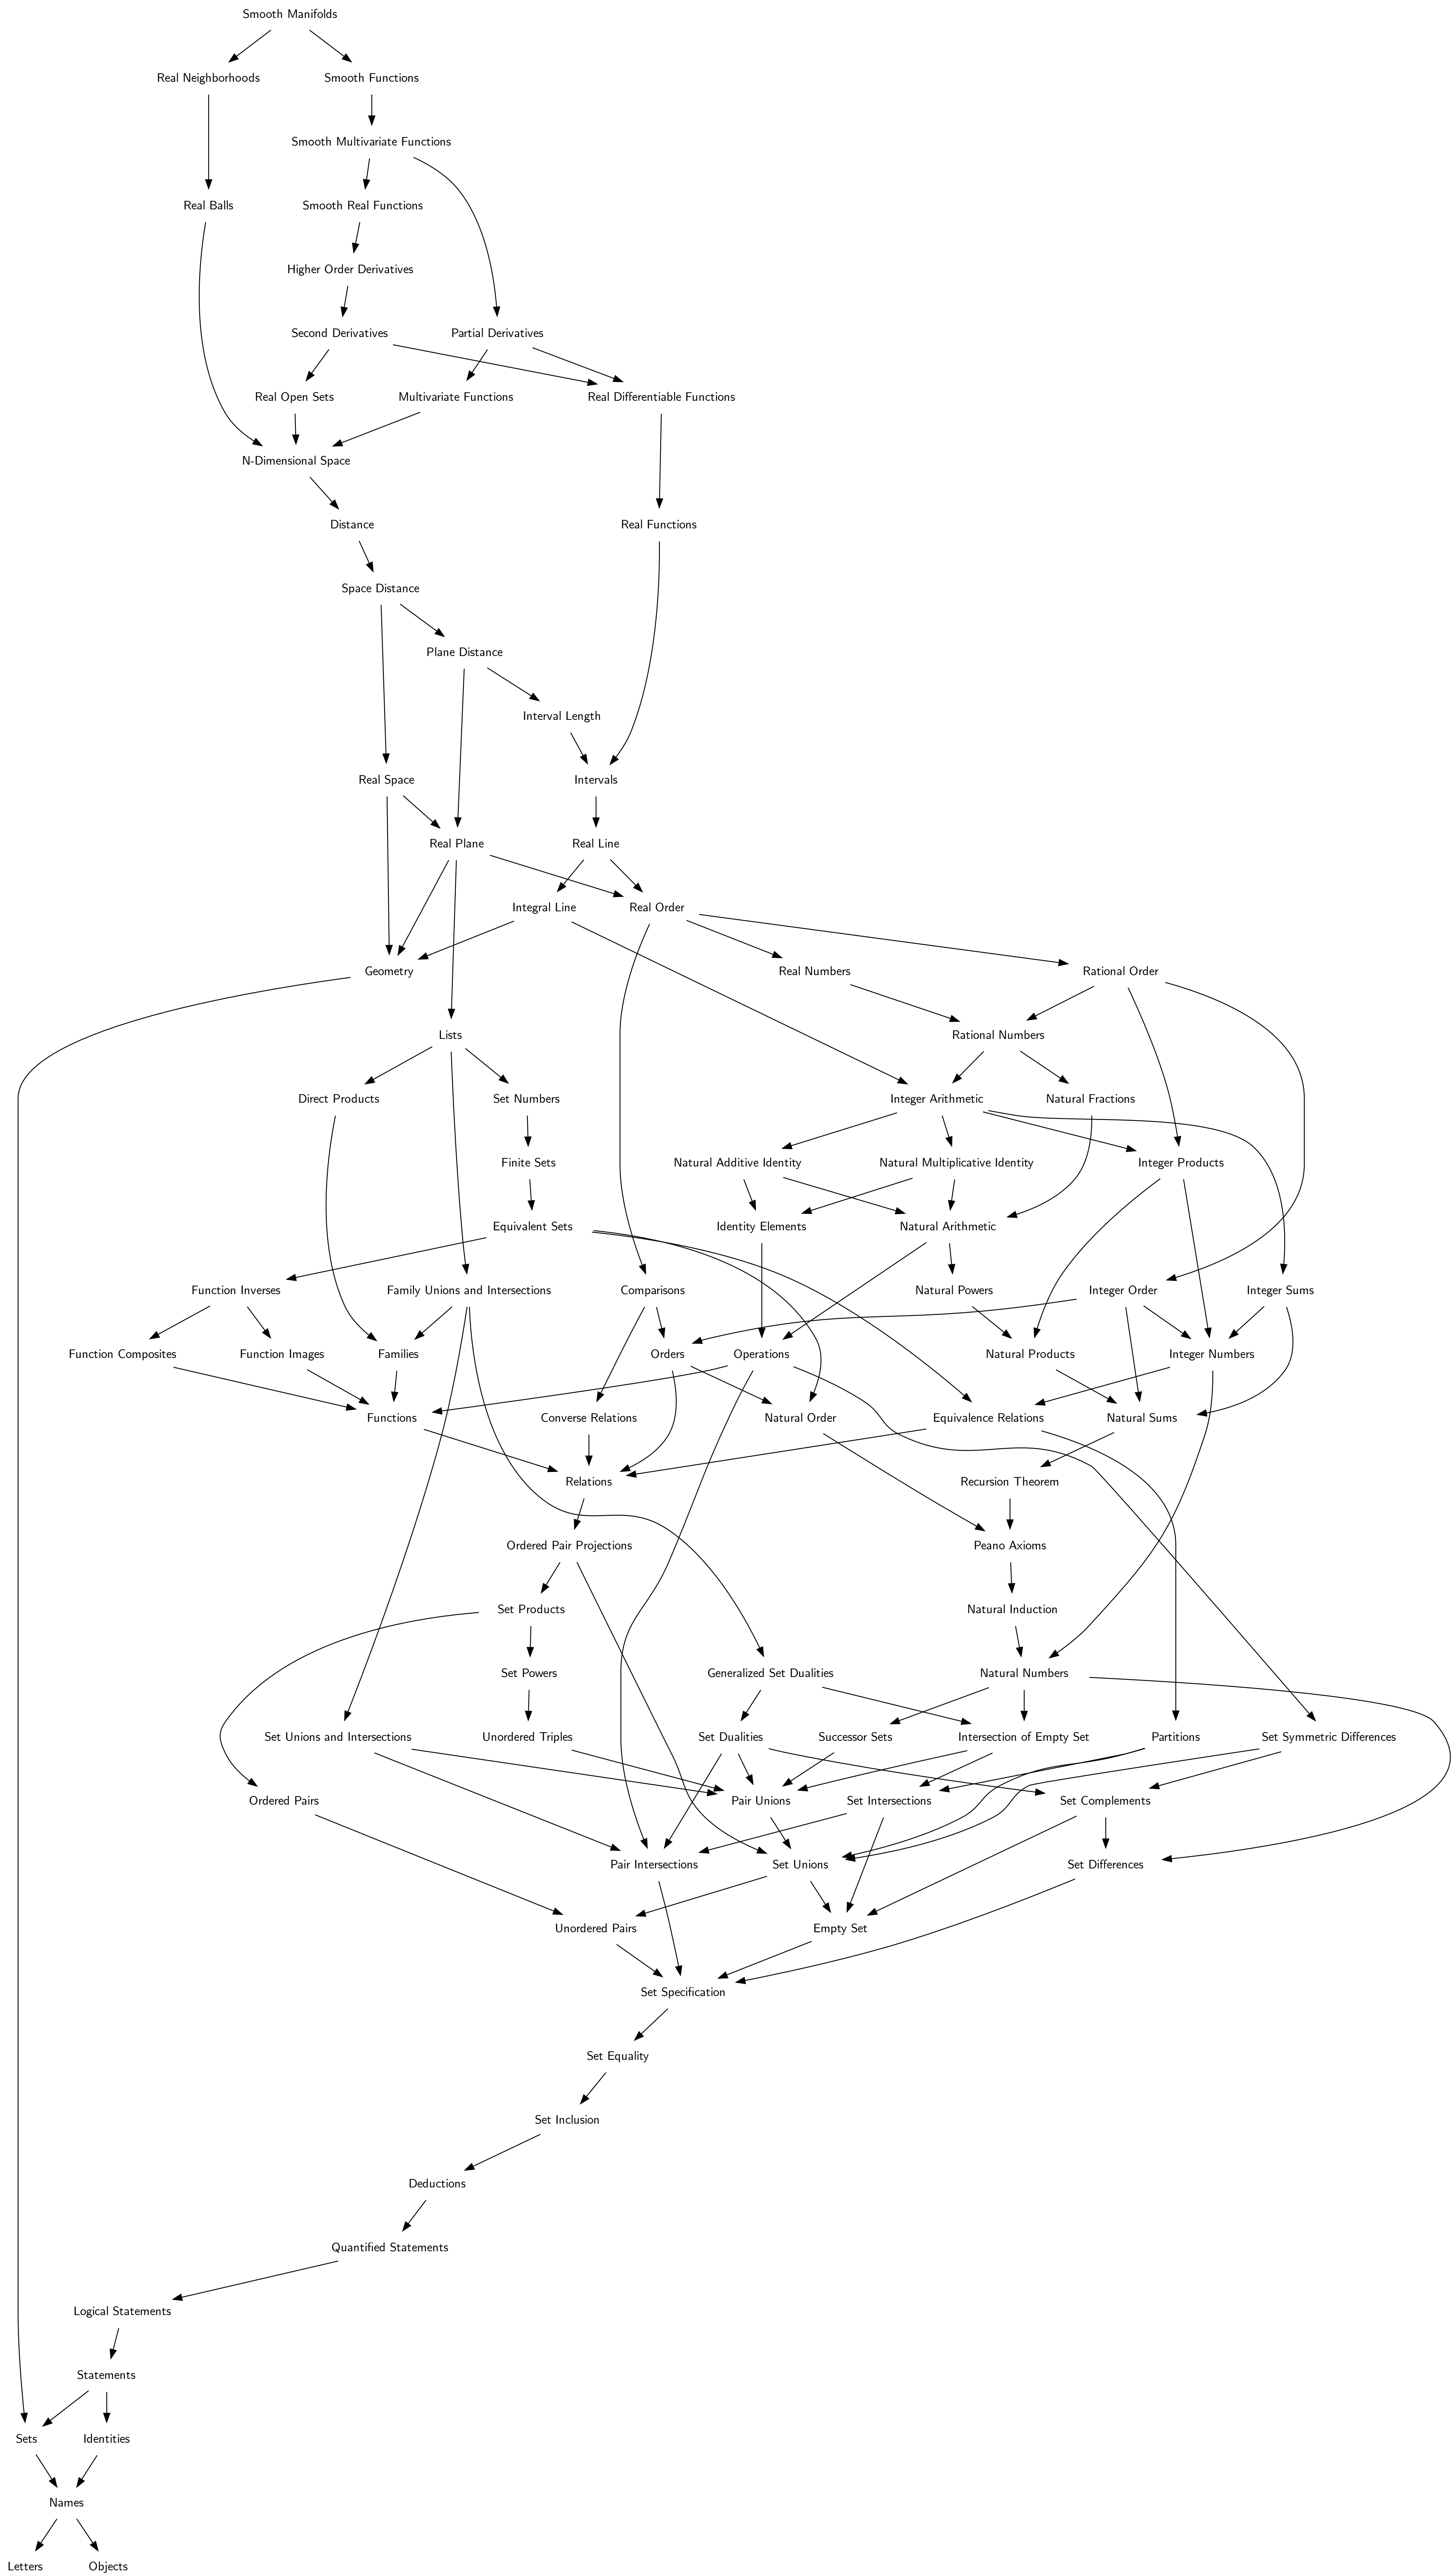 Smooth Manifolds
Real Neighborhoods
Smooth Functions
Smooth Multivariate Functions
Real Balls
Smooth Real Functions
Higher Order Derivatives
Second Derivatives
Partial Derivatives
Real Open Sets
Multivariate Functions
Real Differentiable Functions
N-Dimensional Space
Distance
Real Functions
Space Distance
Plane Distance
Interval Length
Real Space
Intervals
Real Plane
Real Line
Integral Line
Real Order
Geometry
Real Numbers
Rational Order
Lists
Rational Numbers
Direct Products
Set Numbers
Integer Arithmetic
Natural Fractions
Finite Sets
Natural Additive Identity
Natural Multiplicative Identity
Integer Products
Equivalent Sets
Identity Elements
Natural Arithmetic
Function Inverses
Family Unions and Intersections
Comparisons
Natural Powers
Integer Order
Integer Sums
Function Composites
Function Images
Families
Orders
Operations
Natural Products
Integer Numbers
Functions
Converse Relations
Natural Order
Equivalence Relations
Natural Sums
Relations
Recursion Theorem
Ordered Pair Projections
Peano Axioms
Set Products
Natural Induction
Set Powers
Generalized Set Dualities
Natural Numbers
Set Unions and Intersections
Unordered Triples
Set Dualities
Successor Sets
Intersection of Empty Set
Partitions
Set Symmetric Differences
Ordered Pairs
Pair Unions
Set Intersections
Set Complements
Pair Intersections
Set Unions
Set Differences
Unordered Pairs
Empty Set
Set Specification
Set Equality
Set Inclusion
Deductions
Quantified Statements
Logical Statements
Statements
Sets
Identities
Names
Letters
Objects